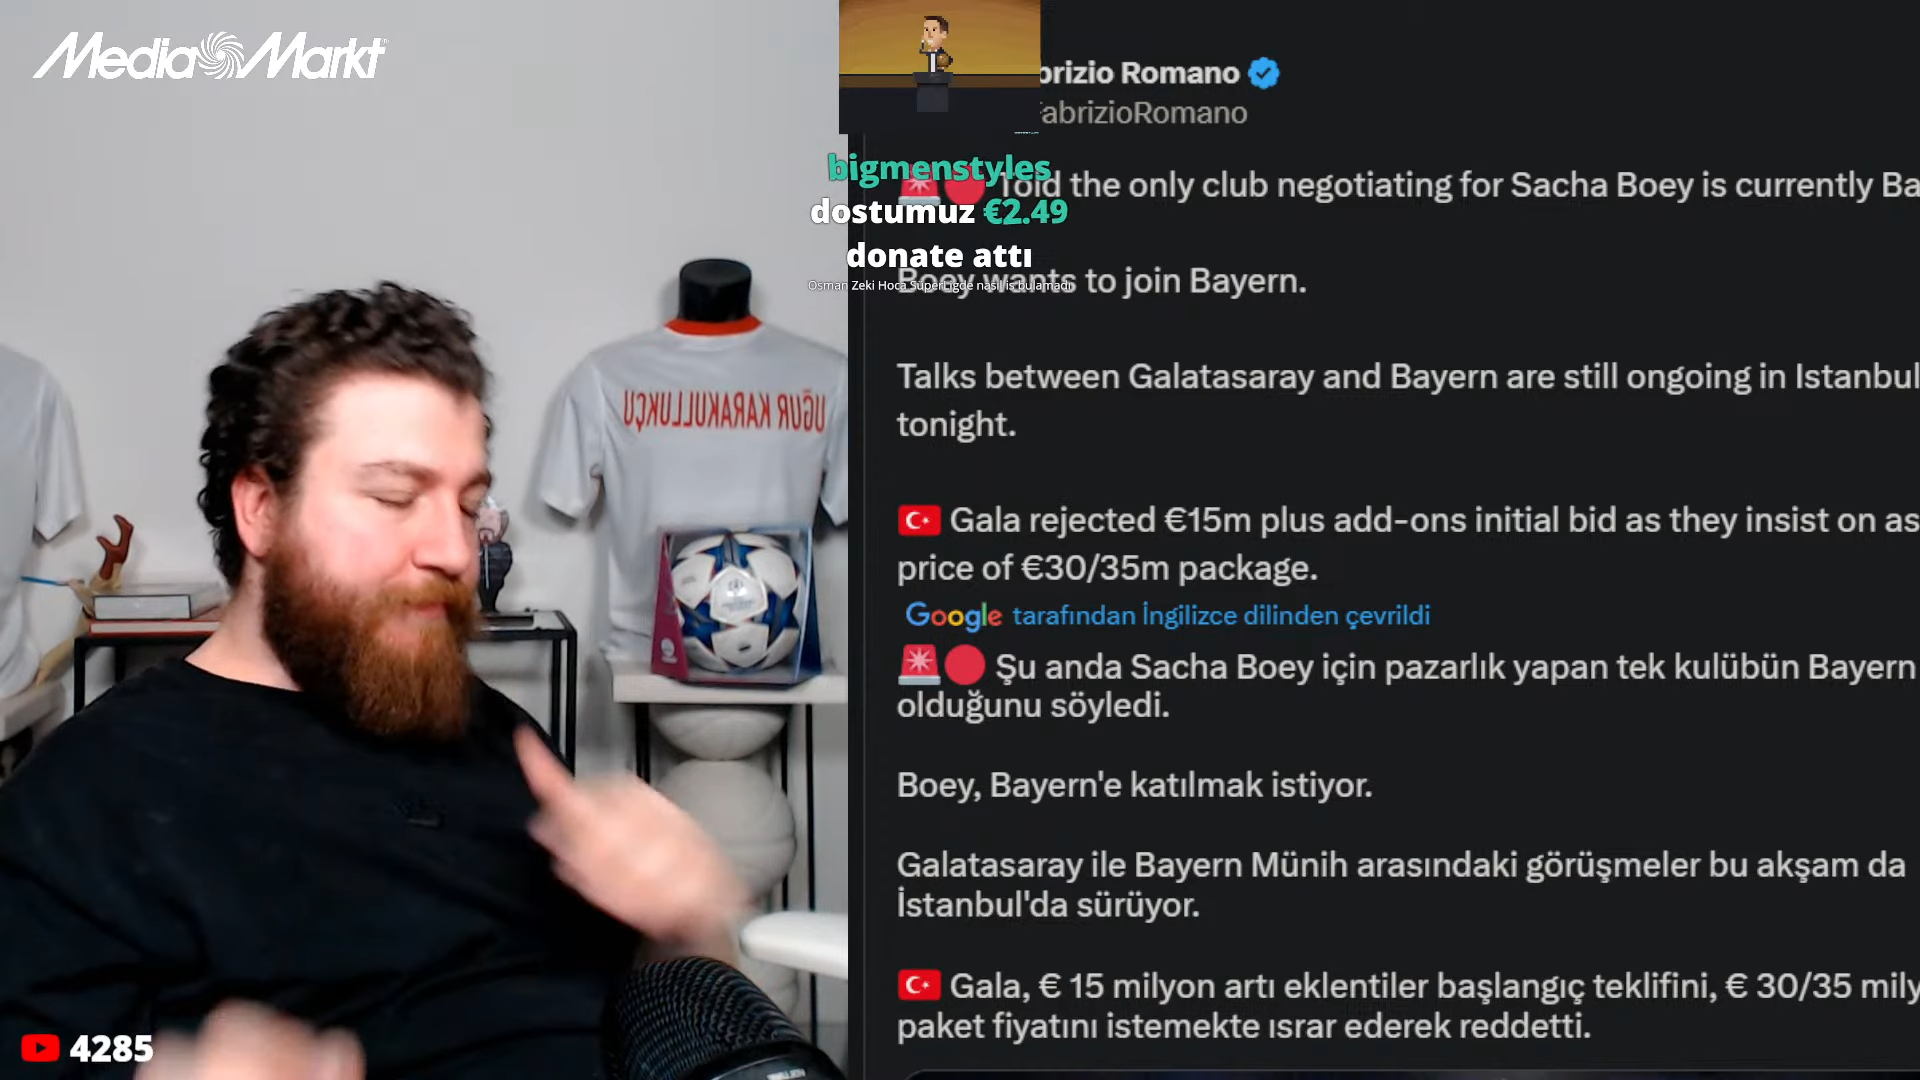 MediaMarkt
brizio Romano
abrizioRomano
bigmenstyles
dostumuz €2.49
donate attı
Osman Zeki Hoca SüperLigde nasıl is bulamadı
Told the only club negotiating for Sacha Boey is currently Ba
Boey wants to join Bayern.
Talks between Galatasaray and Bayern are still ongoing in Istanbul
tonight.
Gala rejected €15m plus add-ons initial bid as they insist on as
price of €30/35m package.
Google tarafından İngilizce dilinden çevrildi
Şu anda Sacha Boey için pazarlık yapan tek kulübün Bayern
olduğunu söyledi.
Boey, Bayern'e katılmak istiyor.
Galatasaray ile Bayern Münih arasındaki görüşmeler bu akşam da
İstanbul'da sürüyor.
Gala, € 15 milyon artı eklentiler başlangıç teklifini, € 30/35 mily
paket fiyatını istemekte ısrar ederek reddetti.
UĞUR KARAKULLUKÇU
4285